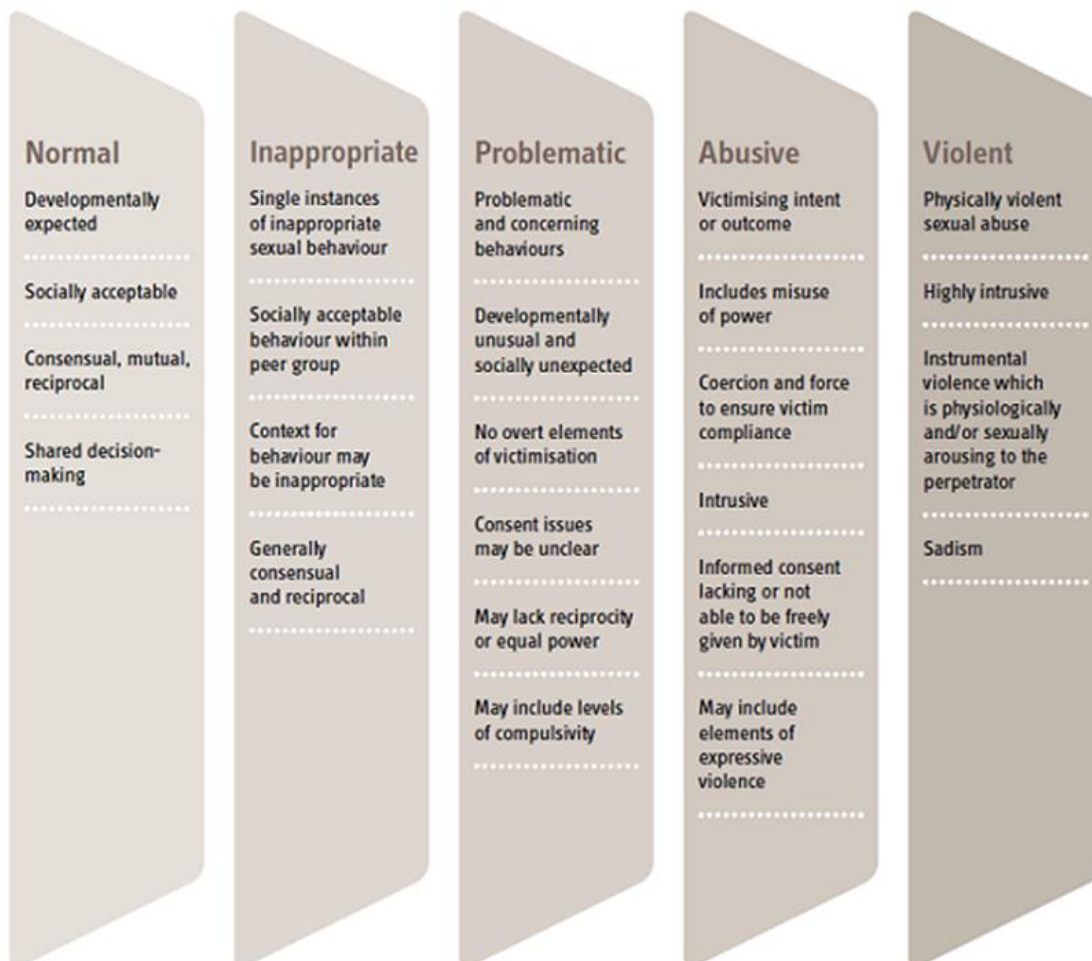 Normal
Developmentally
expected
Socially acceptable
Consensual, mutual,
reciprocal
Shared decision-
making
Inappropriate
Single instances
of inappropriate
sexual behaviour
Socially acceptable
behaviour within
peer group
Context for
behaviour may
be inappropriate
Generally
consensual
and reciprocal
Problematic
Problematic
and concerning
behaviours
Developmentally
unusual and
socially unexpected
No overt elements
of victimisation
Consent issues
may be unclear
May lack reciprocity
or equal power
May include levels
of compulsivity
Abusive
Victimising intent
or outcome
Includes misuse
of power
Coercion and force
to ensure victim
compliance
Intrusive
Informed consent
lacking or not
able to be freely
given by victim
May include
elements of
expressive
violence
Violent
Physically violent
sexual abuse
Highly intrusive
Instrumental
violence which
is physiologically
and/or sexually
arousing to the
perpetrator
Sadism